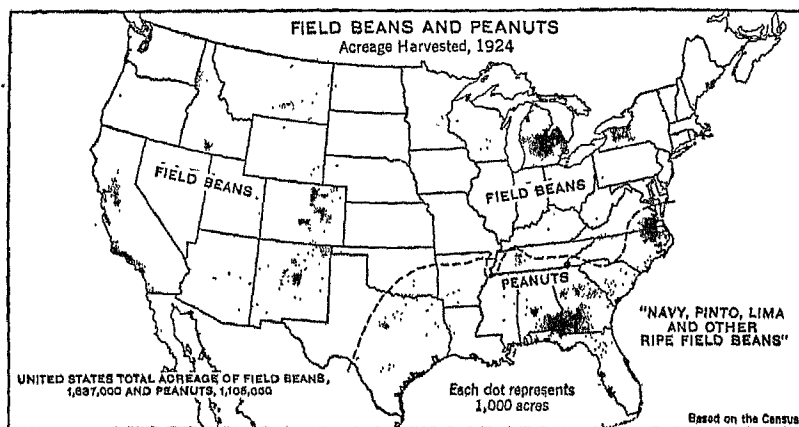 FIELD BEANS AND PEANUTS
Acreage Harvested, 1924
FIELD BEANS
FIELD BEANS
PEANUTS
"NAVY, PINTO, LIMA
AND OTHER
RIPE FIELD BEANS"
UNITED STATES TOTAL ACREAGE OF FIELD BEANS,
1,637,000 AND PEANUTS, 1,105,000
Each dot represents
1,000 acres
Based on the Census